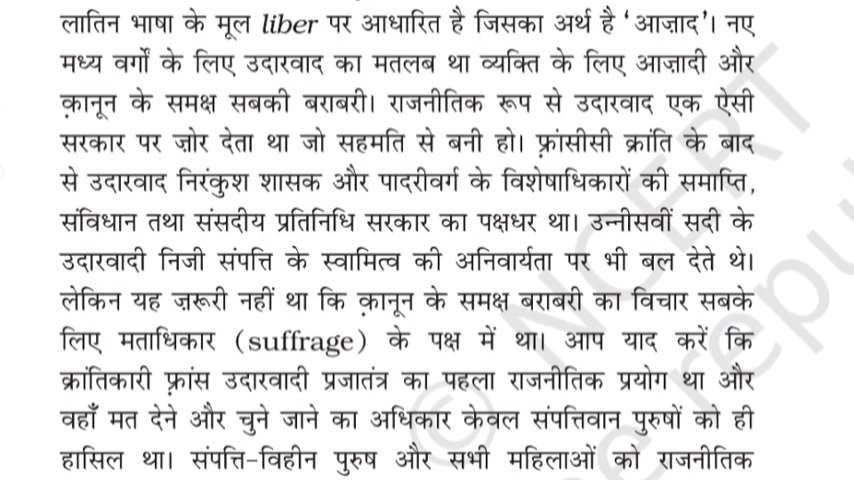 लातिन भाषा के मूल liber पर आधारित है जिसका अर्थ है ‘आज़ाद’। नए
मध्य वर्गों के लिए उदारवाद का मतलब था व्यक्ति के लिए आज़ादी और
क़ानून के समक्ष सबकी बराबरी। राजनीतिक रूप से उदारवाद एक ऐसी
सरकार पर ज़ोर देता था जो सहमति से बनी हो। फ़्रांसीसी क्रांति के बाद
से उदारवाद निरंकुश शासक और पादरीवर्ग के विशेषाधिकारों की समाप्ति,
संविधान तथा संसदीय प्रतिनिधि सरकार का पक्षधर था। उन्नीसवीं सदी के
उदारवादी निजी संपत्ति के स्वामित्व की अनिवार्यता पर भी बल देते थे।
लेकिन यह ज़रूरी नहीं था कि क़ानून के समक्ष बराबरी का विचार सबके
लिए मताधिकार (suffrage) के पक्ष में था। आप याद करें कि
क्रांतिकारी फ़्रांस उदारवादी प्रजातंत्र का पहला राजनीतिक प्रयोग था और
वहाँ मत देने और चुने जाने का अधिकार केवल संपत्तिवान पुरुषों को ही
हासिल था। संपत्ति-विहीन पुरुष और सभी महिलाओं को राजनीतिक
© NCERT